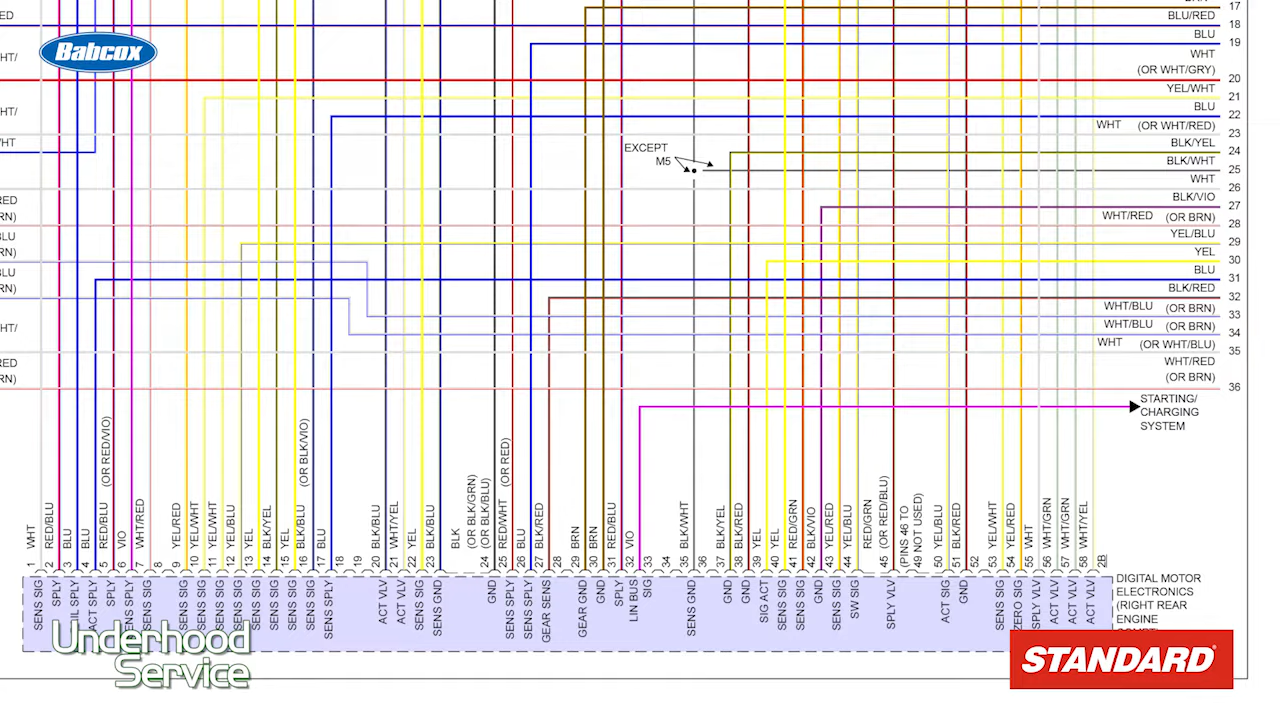 17
BLU/RED
18
BLU
19
WHT
(OR WHT/GRY)
20
YEL/WHT
21
BLU
22
WHT (OR WHT/RED)
23
BLK/YEL
24
BLK/WHT
25
WHT
26
BLK/VIO
27
WHT/RED (OR BRN)
28
YEL/BLU
29
YEL
30
BLU
31
BLK/RED
32
WHT/BLU (OR BRN)
33
WHT/BLU (OR BRN)
34
WHT (OR WHT/BLU)
35
WHT/RED
(OR BRN)
36
Babcox
EXCEPT
M5
STARTING/
CHARGING
SYSTEM
WHT
1
RED/BLU
2
BLU
3
BLU
4
RED/BLU
(OR RED/VIO)
5
VIO
6
WHT/RED
7
8
YEL/RED
9
YEL/WHT
10
YEL/WHT
11
YEL/BLU
12
YEL
13
BLK/YEL
14
YEL
15
BLK/BLU
(OR BLK/VIO)
16
BLU
17
18
19
BLK/BLU
20
WHT/YEL
21
YEL
22
BLK/BLU
23
BLK
(OR BLK/GRN)
(OR BLK/BLU)
24
RED/WHT
(OR RED)
25
BLU
26
BLK/RED
27
28
BRN
29
BRN
30
RED/BLU
31
VIO
32
33
34
BLK/WHT
35
36
BLK/YEL
37
BLK/RED
38
YEL
39
YEL
40
RED/GRN
41
BLK/VIO
42
YEL/RED
43
YEL/BLU
44
RED/GRN
(OR RED/BLU)
45
(PINS 46 TO
49 NOT USED)
YEL/BLU
50
BLK/RED
51
52
YEL/WHT
53
YEL/RED
54
WHT
55
WHT/GRN
56
WHT/GRN
57
WHT/YEL
58
2B
SENS SIG
SPLY
ACT SPLY
SPLY
SENS SPLY
SENS SIG
SENS SIG
SENS SIG
SENS SIG
SENS SIG
SENS SIG
SENS SIG
SENS SIG
SENS SIG
SENS SPLY
ACT VLV
ACT VLV
SENS SIG
SENS GND
GND
SENS SPLY
SENS SPLY
GEAR SENS
GEAR GND
GND
SPLY
LIN BUS
SIG
SENS GND
GND
GND
SIG ACT
SENS SIG
SENS SIG
GND
SENS SIG
SW SIG
SPLY VLV
ACT SIG
GND
SENS SIG
ZERO SIG
SPLY VLV
ACT VLV
ACT VLV
ACT VLV
DIGITAL MOTOR
ELECTRONICS
(RIGHT REAR
ENGINE
Underhood
Service
STANDARD®